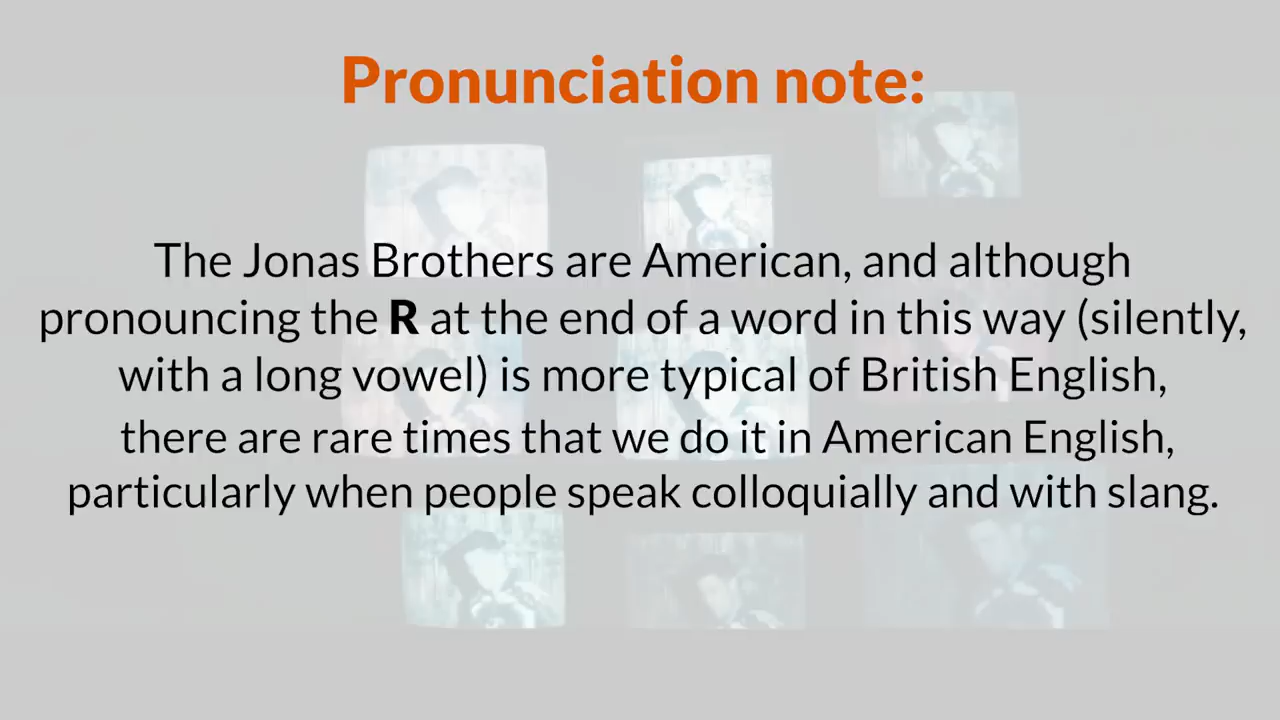 Pronunciation note:
The Jonas Brothers are American, and although
pronouncing the R at the end of a word in this way (silently,
with a long vowel) is more typical of British English,
there are rare times that we do it in American English,
particularly when people speak colloquially and with slang.